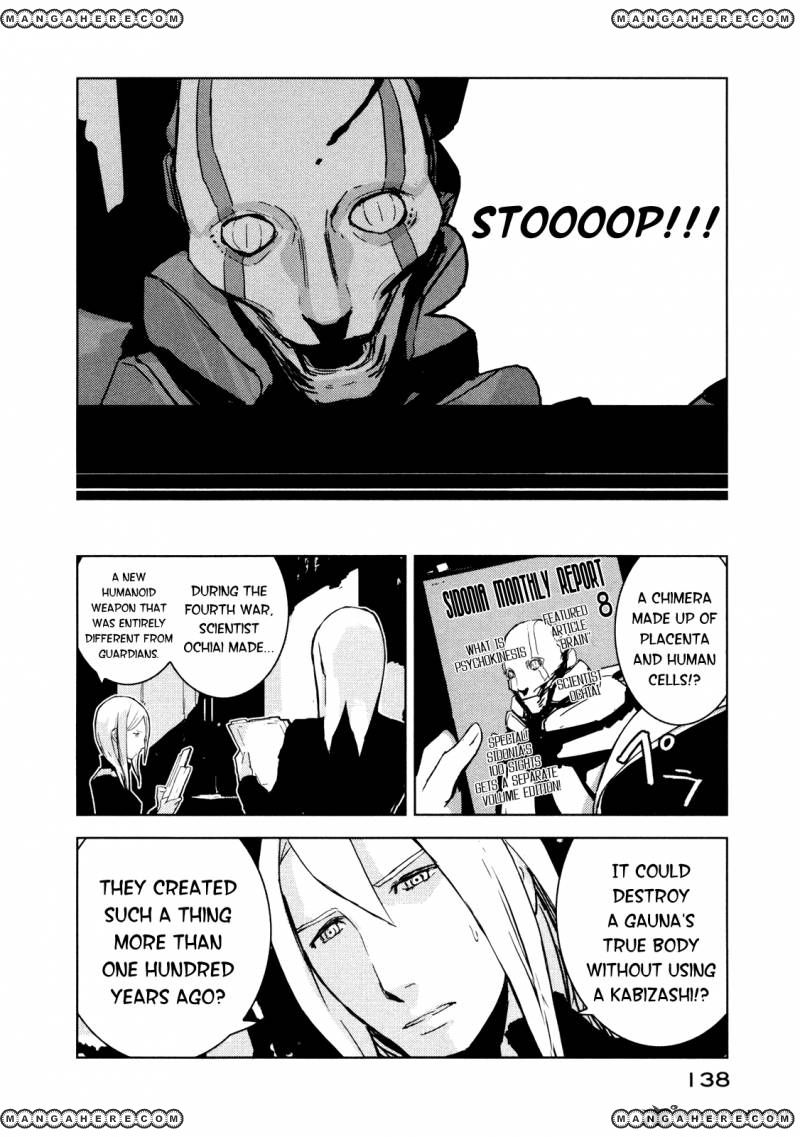 MANGAHERE.COM
MANGAHERE.COM
STOOOOP!!!
A CHIMERA
MADE UP OF
PLACENTA
AND HUMAN
CELLS!?
SIDONIA MONTHLY REPORT
8
FEATURED
ARTICLE
"BRAIN"
WHAT IS
PSYCHOKINESIS
SCIENTIST
OCHIAI
SPECIAL!
SIDONIA'S
100 SIGHTS
GETS A SEPARATE
VOLUME EDITION!
ペラ
DURING THE
FOURTH WAR,
SCIENTIST
OCHIAI MADE...
A NEW
HUMANOID
WEAPON THAT
WAS ENTIRELY
DIFFERENT FROM
GUARDIANS.
IT COULD
DESTROY
A GAUNA'S
TRUE BODY
WITHOUT USING
A KABIZASHI!?
THEY CREATED
SUCH A THING
MORE THAN
ONE HUNDRED
YEARS AGO?
138
MANGAHERE.COM
MANGAHERE.COM